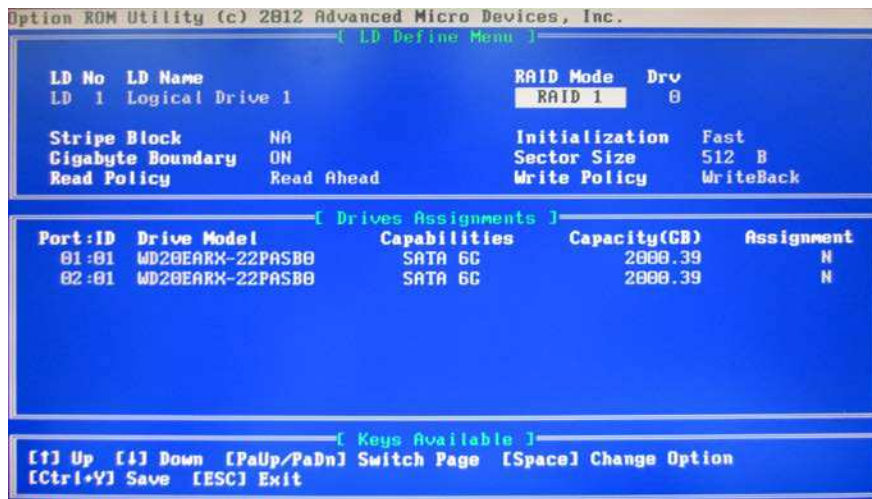 Option ROM Utility (c) 2012 Advanced Micro Devices, Inc.
[ LD Define Menu ]
LD No LD Name RAID Mode Drv
LD 1 Logical Drive 1 RAID 1 0
Stripe Block NA Initialization Fast
Gigabyte Boundary ON Sector Size 512 B
Read Policy Read Ahead Write Policy WriteBack
[ Drives Assignments ]
Port:ID Drive Model Capabilities Capacity(GB) Assignment
01:01 WD20EARX-22PASB0 SATA 6G 2000.39 N
02:01 WD20EARX-22PASB0 SATA 6G 2000.39 N
[ Keys Available ]
[↑] Up [↓] Down [PaUp/PaDn] Switch Page [Space] Change Option
[Ctrl+Y] Save [ESC] Exit